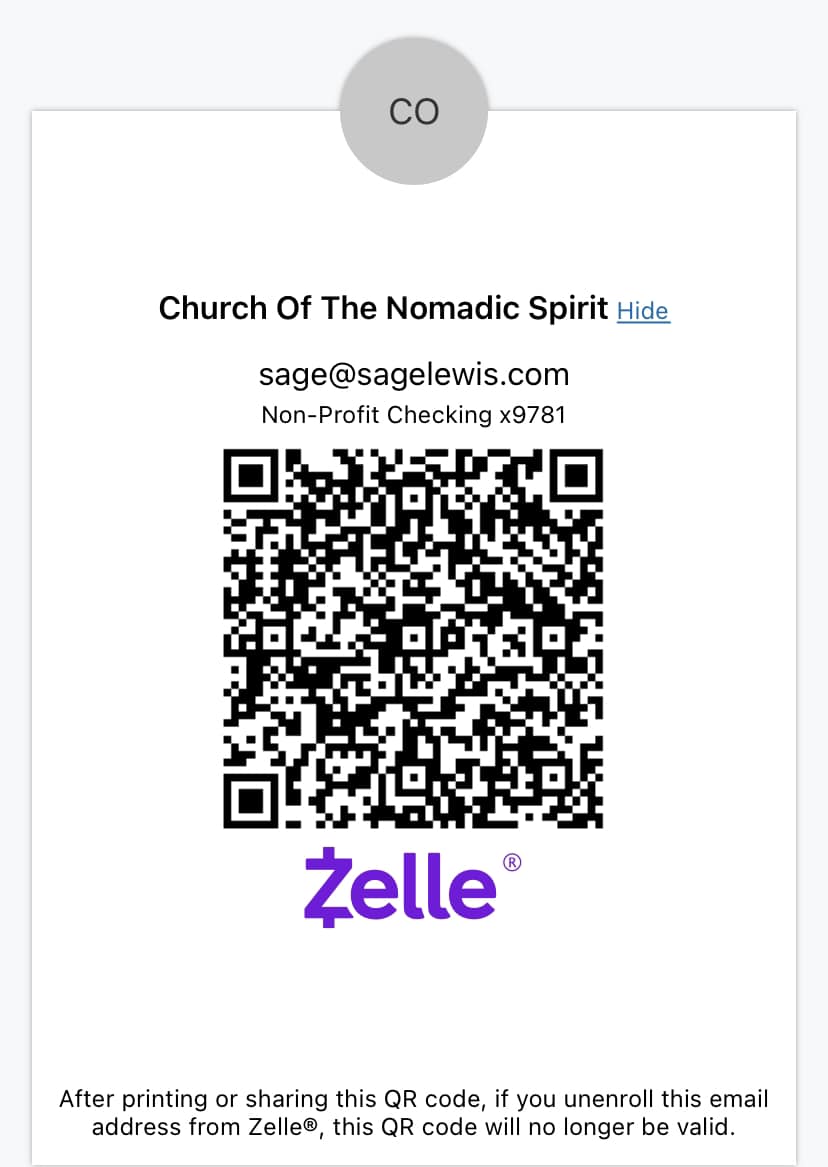 CO
Church Of The Nomadic Spirit Hide
sage@sagelewis.com
Non-Profit Checking x9781
Zelle®
After printing or sharing this QR code, if you unenroll this email
address from Zelle®, this QR code will no longer be valid.